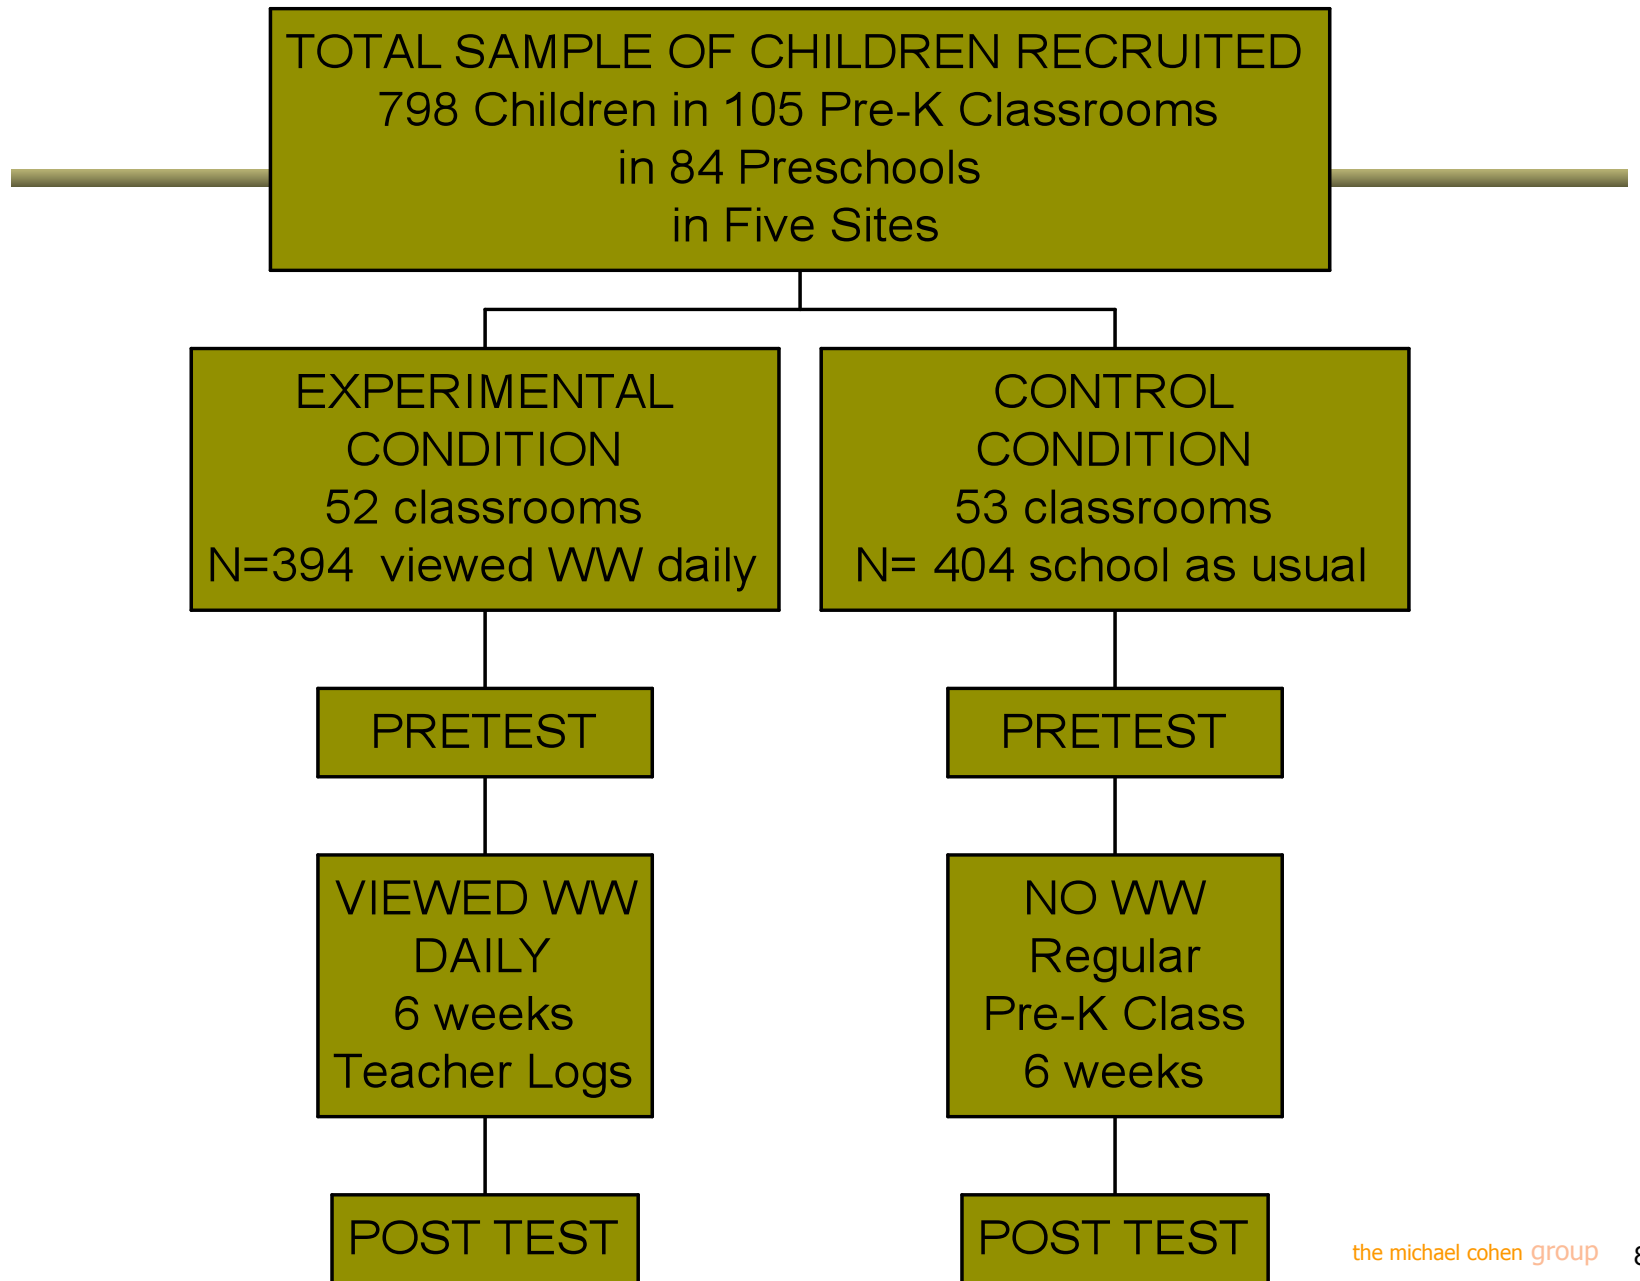 TOTAL SAMPLE OF CHILDREN RECRUITED
798 Children in 105 Pre-K Classrooms
in 84 Preschools
in Five Sites
EXPERIMENTAL
CONDITION
52 classrooms
N=394 viewed WW daily
CONTROL
CONDITION
53 classrooms
N= 404 school as usual
PRETEST
PRETEST
VIEWED WW
DAILY
6 weeks
Teacher Logs
NO WW
Regular
Pre-K Class
6 weeks
POST TEST
POST TEST
the michael cohen group